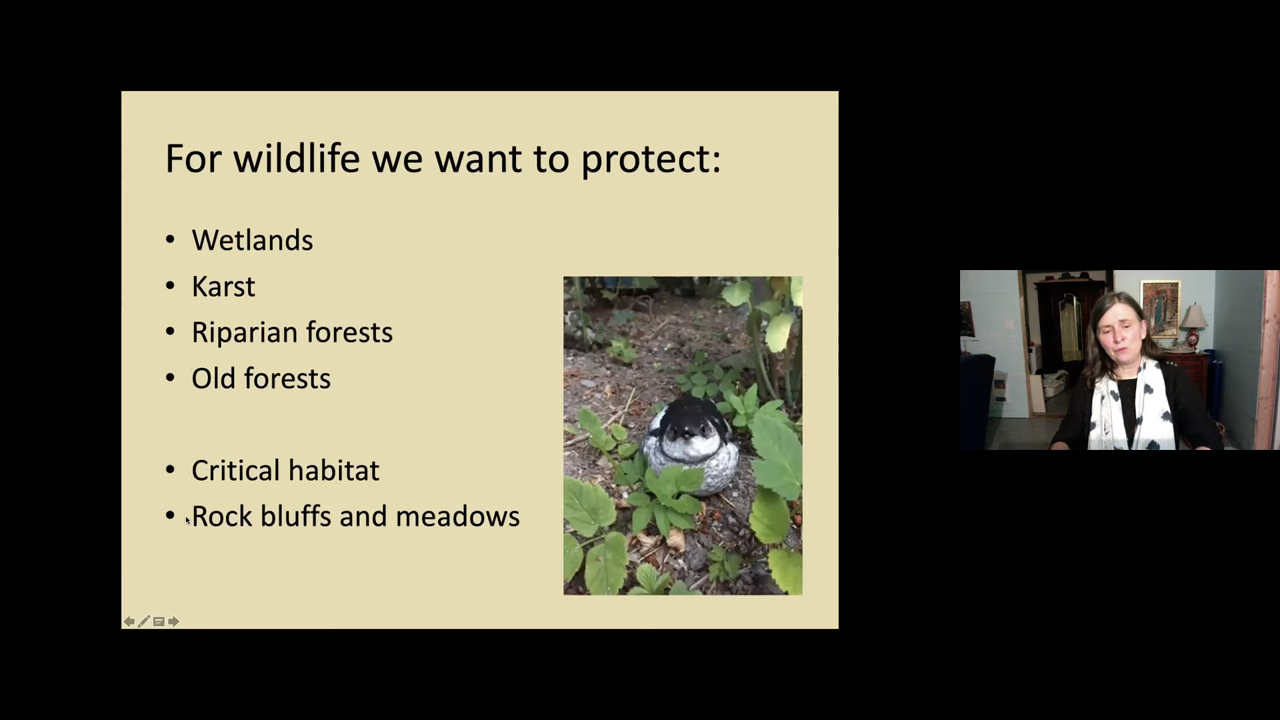 For wildlife we want to protect:
• Wetlands
• Karst
• Riparian forests
• Old forests
• Critical habitat
• Rock bluffs and meadows